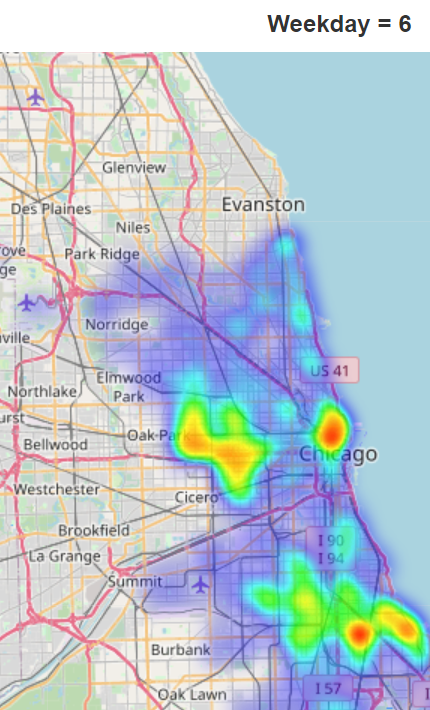 Weekday = 6
Glenview
Des Plaines
Evanston
Niles
ove
Park Ridge
ge
Norridge
ville
US 41
Elmwood
Park
Northlake
urst
Oak Pa
Bellwood
Chicago
Westchester
Cicero
Brookfield
I 90
I 94
La Grange
Summit
Burbank
I 57
Oak Lawn
I